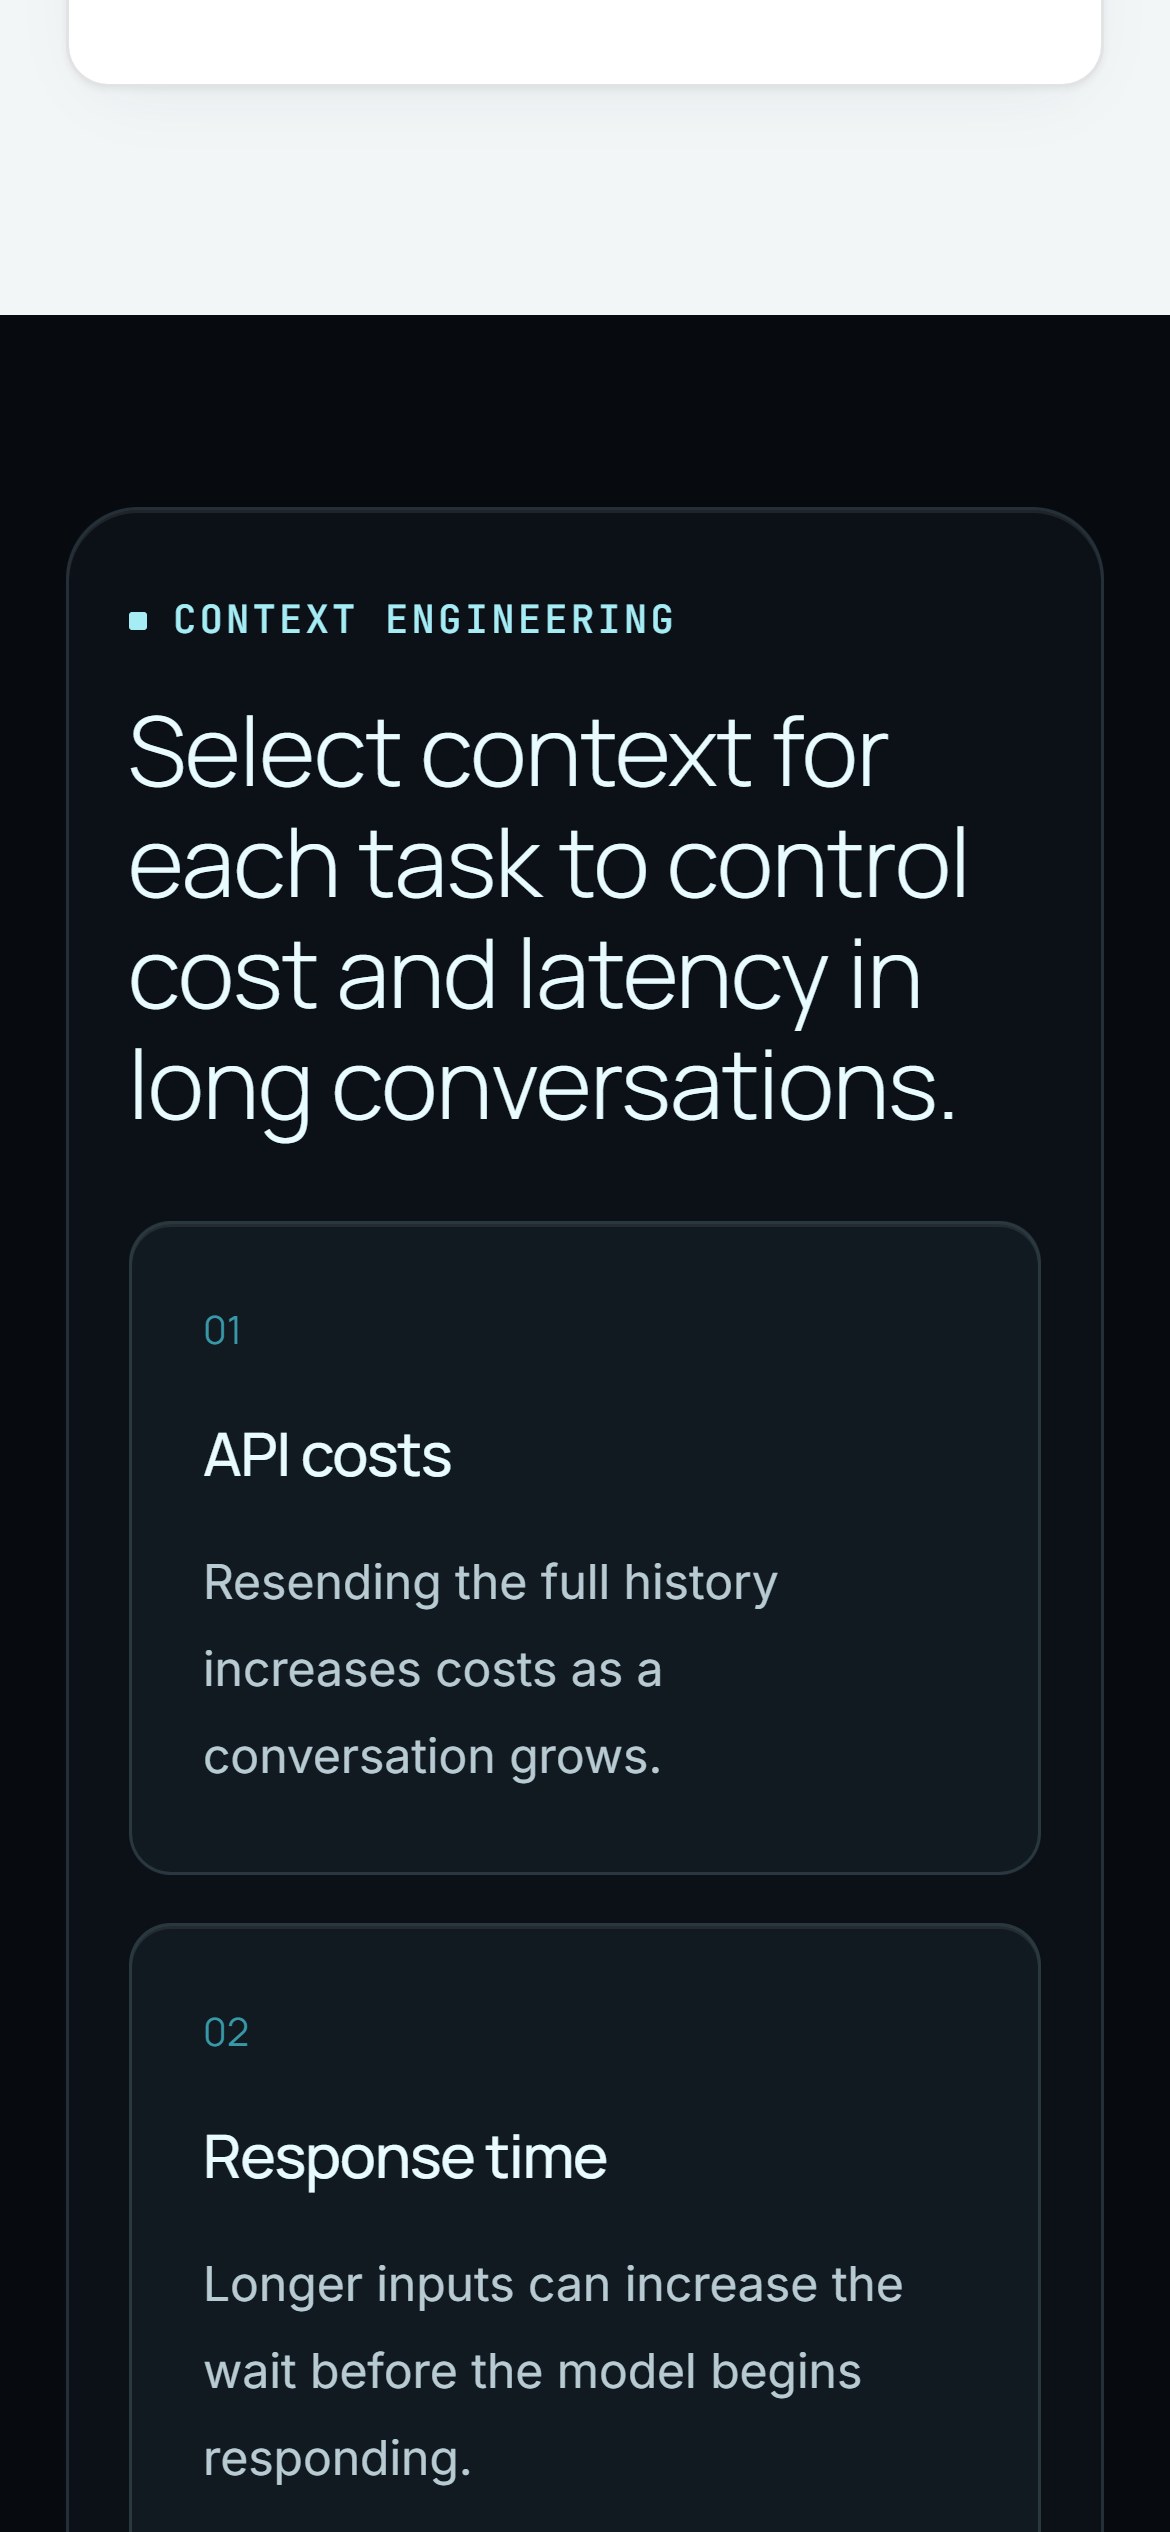 CONTEXT ENGINEERING
Select context for
each task to control
cost and latency in
long conversations.
01
API costs
Resending the full history
increases costs as a
conversation grows.
02
Response time
Longer inputs can increase the
wait before the model begins
responding.